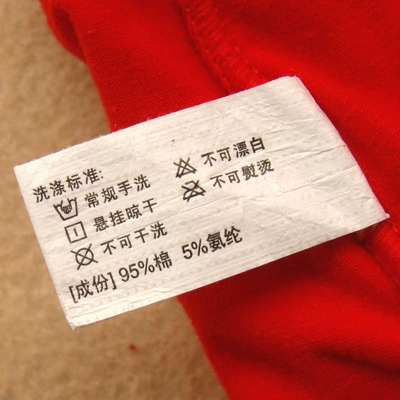 洗涤标准:
常规手洗 不可漂白
悬挂晾干 不可熨烫
不可干洗
[成份] 95%棉 5%氨纶